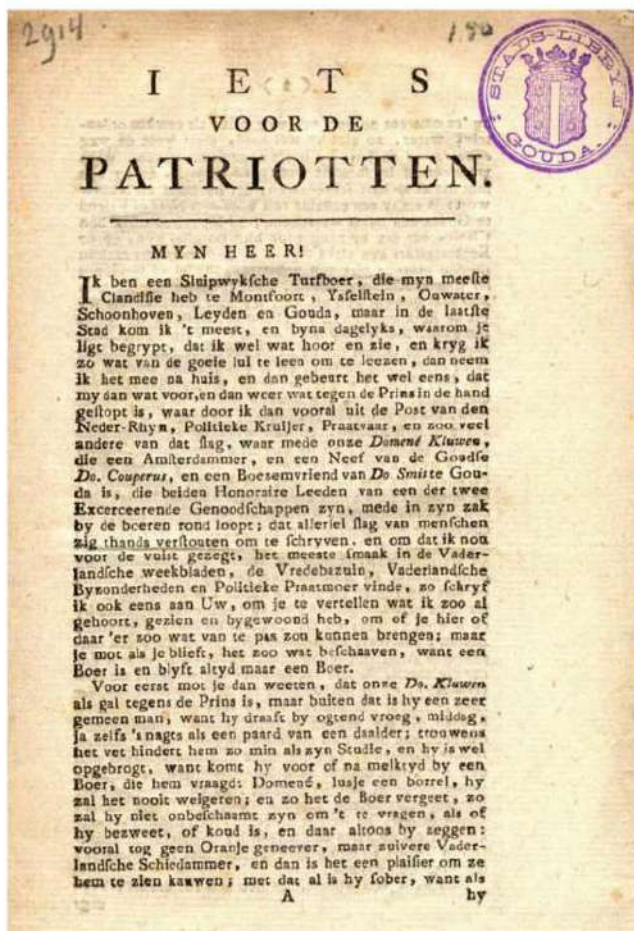 2914
180
STADS-LIBRYE
GOUDA.
I E T S
VOOR DE
PATRIOTTEN.
MYN HEER!
Ik ben een Sluipwykſche Turfboer, die myn meeſte
Clandiſie heb te Montfoort, Yſelſtein, Ouwater,
Schoonhoven, Leyden en Gouda, maar in de laatſte
Stad kom ik 't meest, en byna dagelyks, waarom je
ligt begrypt, dat ik wel wat hoor en zie, en kryg ik
zo wat van de goeie lui te leen om te leezen, dan neem
ik het mee na huis, en dan gebeurt het wel eens, dat
my dan wat voor, en dan weer wat tegen de Prins in de hand
geſtopt is, waar door ik dan vooral uit de Post van den
Neder-Rhyn, Politieke Kruijer, Praatvaar, en zoo veel
andere van dat ſlag, waar mede onze Domené Kluwen,
die een Amſterdammer, en een Neef van de Goudſe
Do. Couperus, en een Boeſemvriend van Do Smis te Gou-
da is, die beiden Honoraire Leeden van een der twee
Excerceerende Genoodſchappen zyn, mede in zyn zak
by de boeren rond loopt; dat allerlei ſlag van menſchen
zig thands verſtouten om te ſchryven. en om dat ik nou
voor de vuist gezegt, het meeste ſmaak in de Vader-
landſche weekbladen, de Vredebazuin, Vaderlandſche
Byzonderheden en Politieke Praatmoer vinde, zo ſchryf
ik ook eens aan Uw, om je te vertellen wat ik zoo al
gehoort, gezien en bygewoond heb, om of je hier of
daar 'er zoo wat van te pas zou kunnen brengen; maar
je mot als je blieft, het zoo wat beſchaaven, want een
Boer is en blyft altyd maar een Boer.
Voor eerst mot je dan weeten, dat onze Do. Kluwen
als gal tegens de Prins is, maar buiten dat is hy een zeer
gemeen man, want hy draaft by ogtend vroeg, middag,
ja zelfs 's nagts als een paard van een daalder; trouwens
het vet hindert hem zo min als zyn Studie, en hy is wel
opgebrogt, want komt hy voor of na melktyd by een
Boer, die hem vraagd: Domené, lusje een borrel, hy
zal het nooit weigeren; en zo het de Boer vergeet, zo
zal hy niet onbeſchaamt zyn om 't te vragen, als of
hy bezweet, of koud is, en daar altoos by zeggen:
vooral tog geen Oranje geneever, maar zuivere Vader-
landſche Schiedammer, en dan is het een plaiſier om ze
hem te zien kauwen; met dat al is hy ſober, want als
A
hy